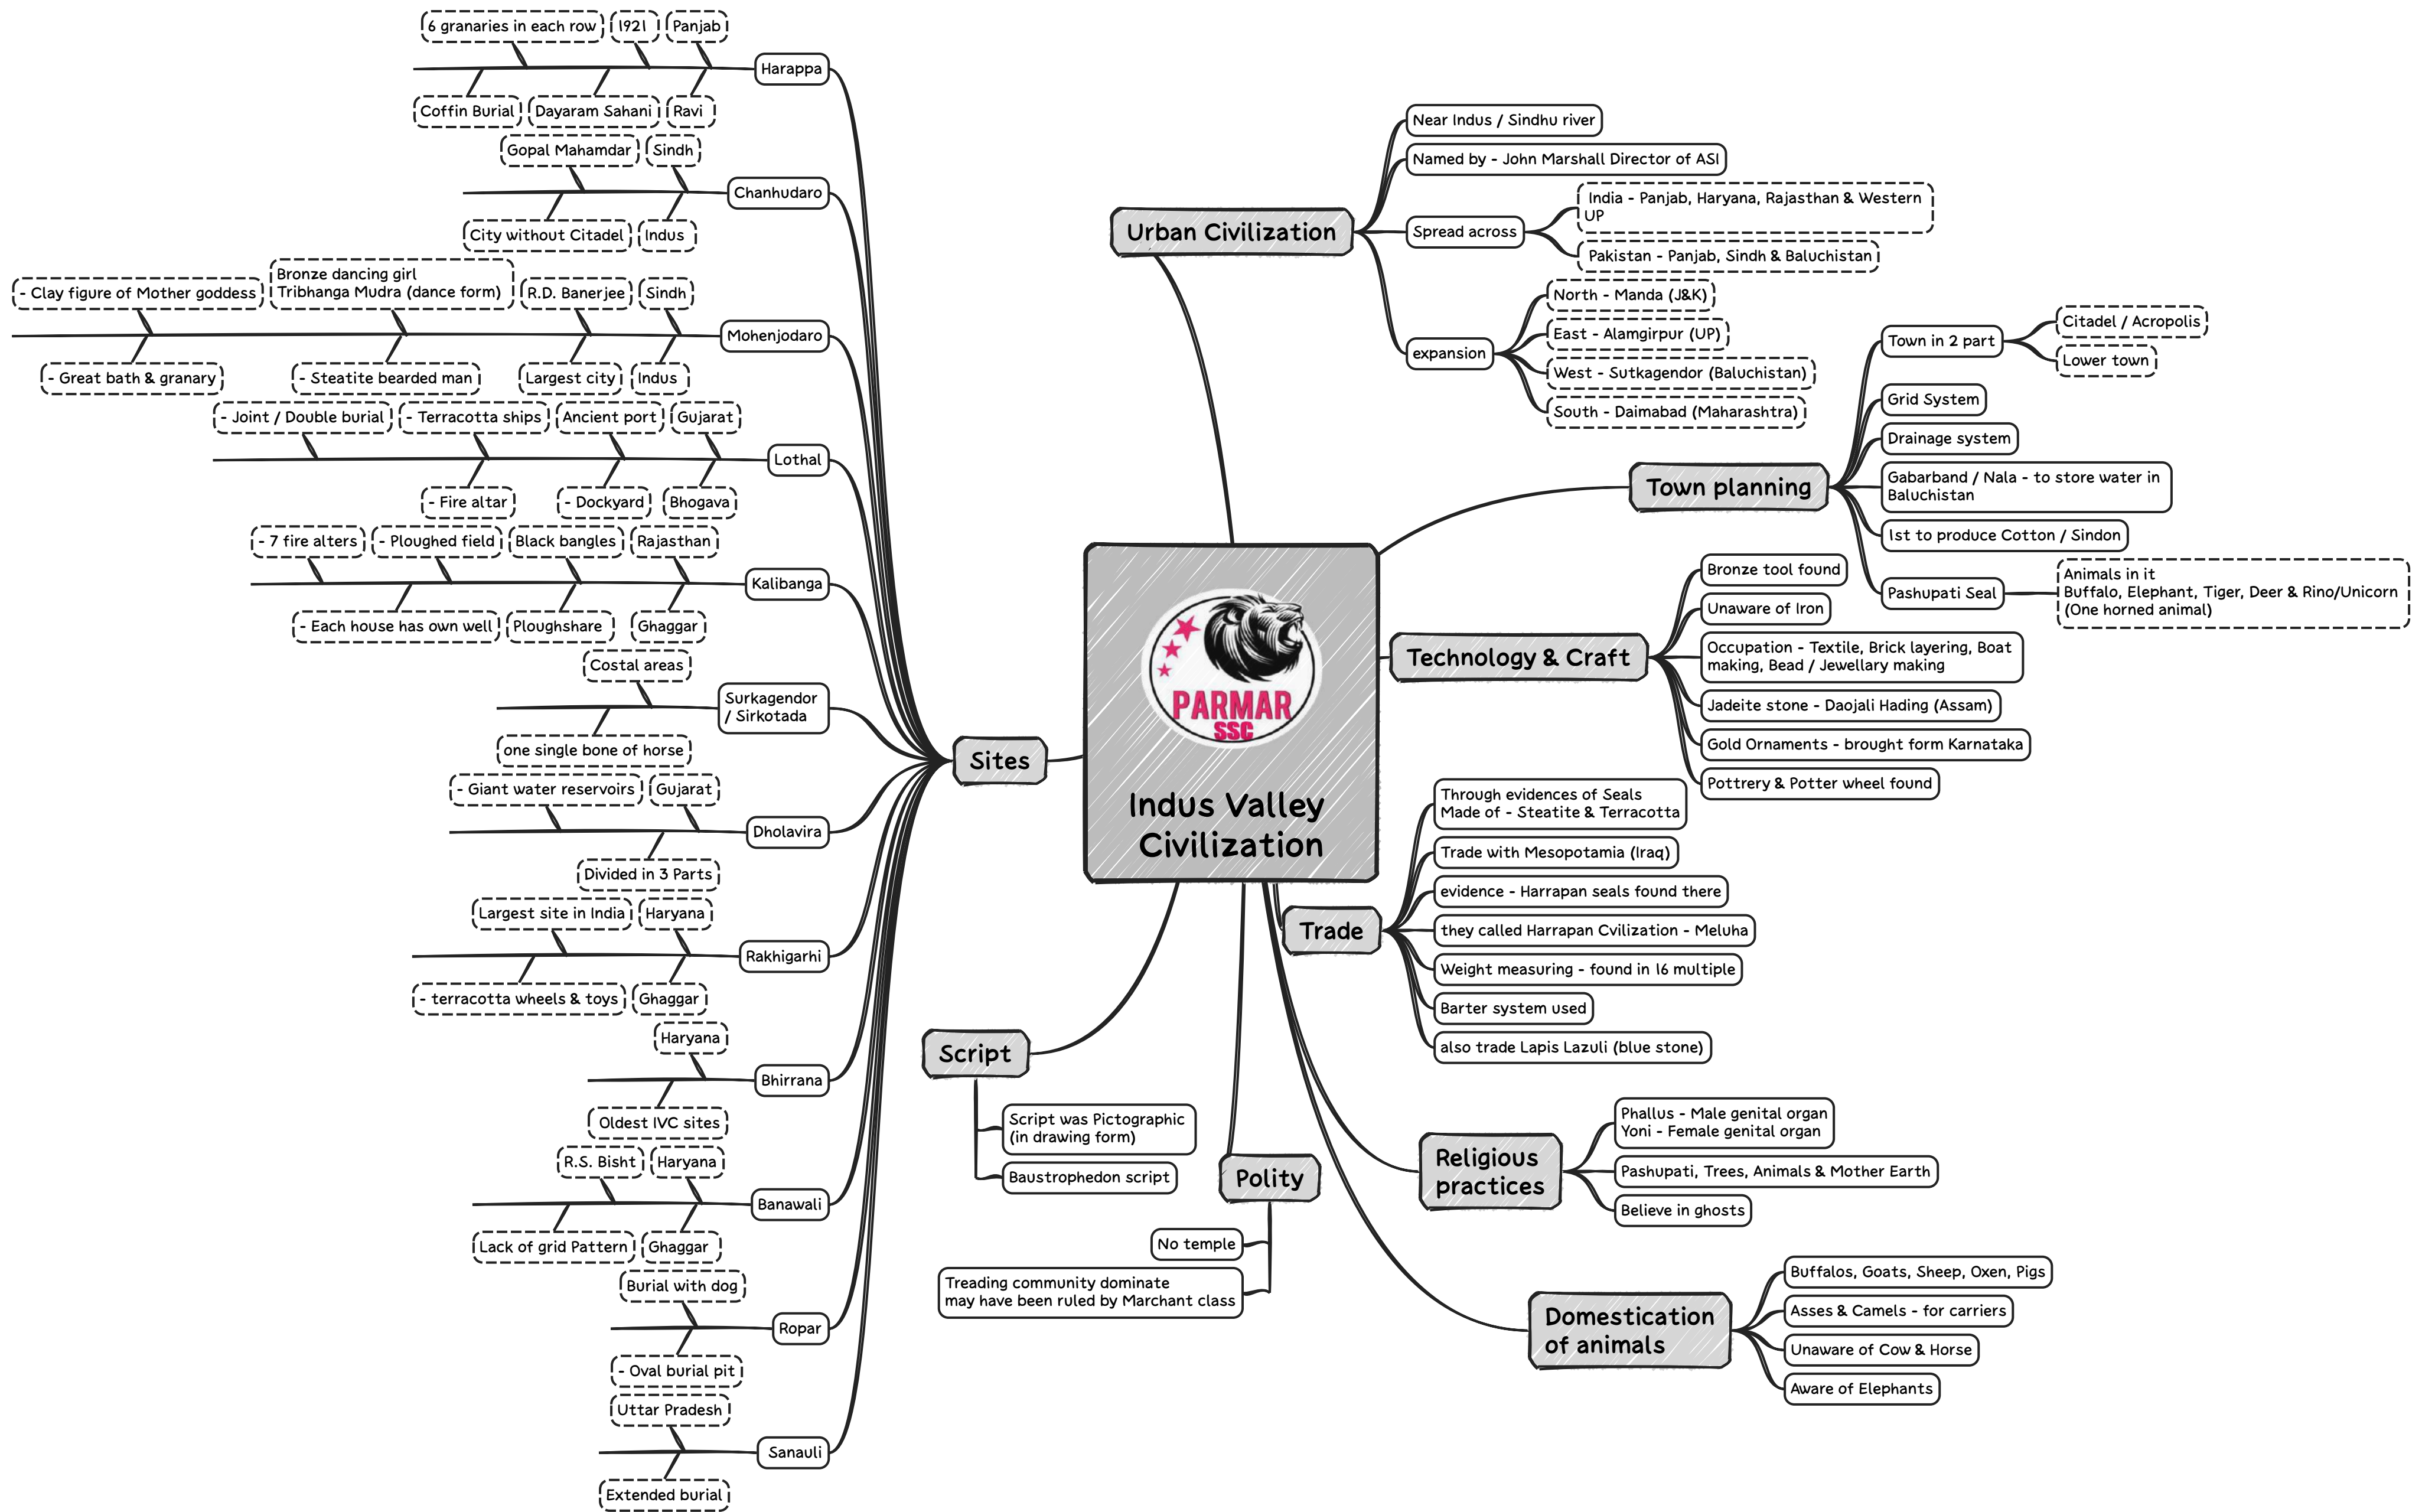 6 granaries in each row
1921
Panjab
Harappa
Coffin Burial
Dayaram Sahani
Ravi
Gopal Mahamdar
Sindh
Chanhudaro
City without Citadel
Indus
- Clay figure of Mother goddess
Bronze dancing girl
Tribhanga Mudra (dance form)
R.D. Banerjee
Sindh
Mohenjodaro
- Great bath & granary
- Steatite bearded man
Largest city
Indus
- Joint / Double burial
- Terracotta ships
Ancient port
Gujarat
Lothal
- Fire altar
- Dockyard
Bhogava
- 7 fire alters
- Ploughed field
Black bangles
Rajasthan
Kalibanga
- Each house has own well
Ploughshare
Ghaggar
Costal areas
Surkagendor
/ Sirkotada
one single bone of horse
- Giant water reservoirs
Gujarat
Dholavira
Divided in 3 Parts
Largest site in India
Haryana
Rakhigarhi
- terracotta wheels & toys
Ghaggar
Haryana
Bhirrana
Oldest IVC sites
R.S. Bisht
Haryana
Banawali
Lack of grid Pattern
Ghaggar
Burial with dog
Ropar
- Oval burial pit
Uttar Pradesh
Sanauli
Extended burial
Sites
PARMAR
SSC
Indus Valley
Civilization
Urban Civilization
Near Indus / Sindhu river
Named by - John Marshall Director of ASI
Spread across
India - Panjab, Haryana, Rajasthan & Western
UP
Pakistan - Panjab, Sindh & Baluchistan
expansion
North - Manda (J&K)
East - Alamgirpur (UP)
West - Sutkagendor (Baluchistan)
South - Daimabad (Maharashtra)
Town planning
Town in 2 part
Citadel / Acropolis
Lower town
Grid System
Drainage system
Gabarband / Nala - to store water in
Baluchistan
1st to produce Cotton / Sindon
Pashupati Seal
Animals in it
Buffalo, Elephant, Tiger, Deer & Rino/Unicorn
(One horned animal)
Technology & Craft
Bronze tool found
Unaware of Iron
Occupation - Textile, Brick layering, Boat
making, Bead / Jewellary making
Jadeite stone - Daojali Hading (Assam)
Gold Ornaments - brought form Karnataka
Pottrery & Potter wheel found
Trade
Through evidences of Seals
Made of - Steatite & Terracotta
Trade with Mesopotamia (Iraq)
evidence - Harrapan seals found there
they called Harrapan Cvilization - Meluha
Weight measuring - found in 16 multiple
Barter system used
also trade Lapis Lazuli (blue stone)
Religious
practices
Phallus - Male genital organ
Yoni - Female genital organ
Pashupati, Trees, Animals & Mother Earth
Believe in ghosts
Domestication
of animals
Buffalos, Goats, Sheep, Oxen, Pigs
Asses & Camels - for carriers
Unaware of Cow & Horse
Aware of Elephants
Polity
No temple
Treading community dominate
may have been ruled by Marchant class
Script
Script was Pictographic
(in drawing form)
Baustrophedon script